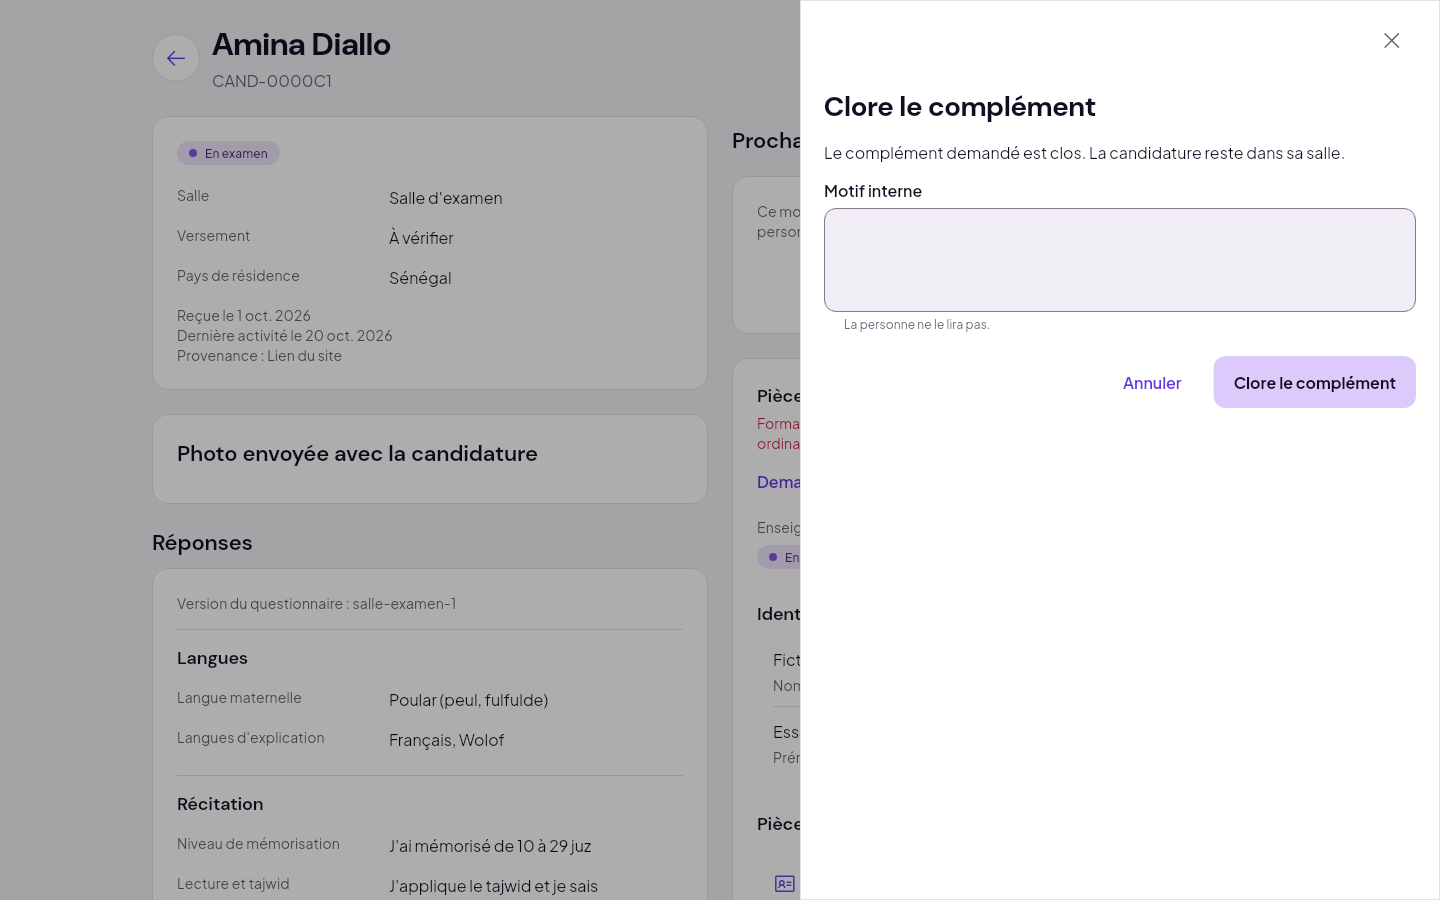 Amina Diallo
CAND-0000C1
En examen
Salle
Salle d'examen
Versement
À vérifier
Pays de résidence
Sénégal
Reçue le 1 oct. 2026
Dernière activité le 20 oct. 2026
Provenance : Lien du site
Photo envoyée avec la candidature
Réponses
Version du questionnaire : salle-examen-1
Langues
Langue maternelle
Poular (peul, fulfulde)
Langues d'explication
Français, Wolof
Récitation
Niveau de mémorisation
J'ai mémorisé de 10 à 29 juz
Lecture et tajwid
J'applique le tajwid et je sais
Clore le complément
Le complément demandé est clos. La candidature reste dans sa salle.
Motif interne
La personne ne le lira pas.
Annuler
Clore le complément